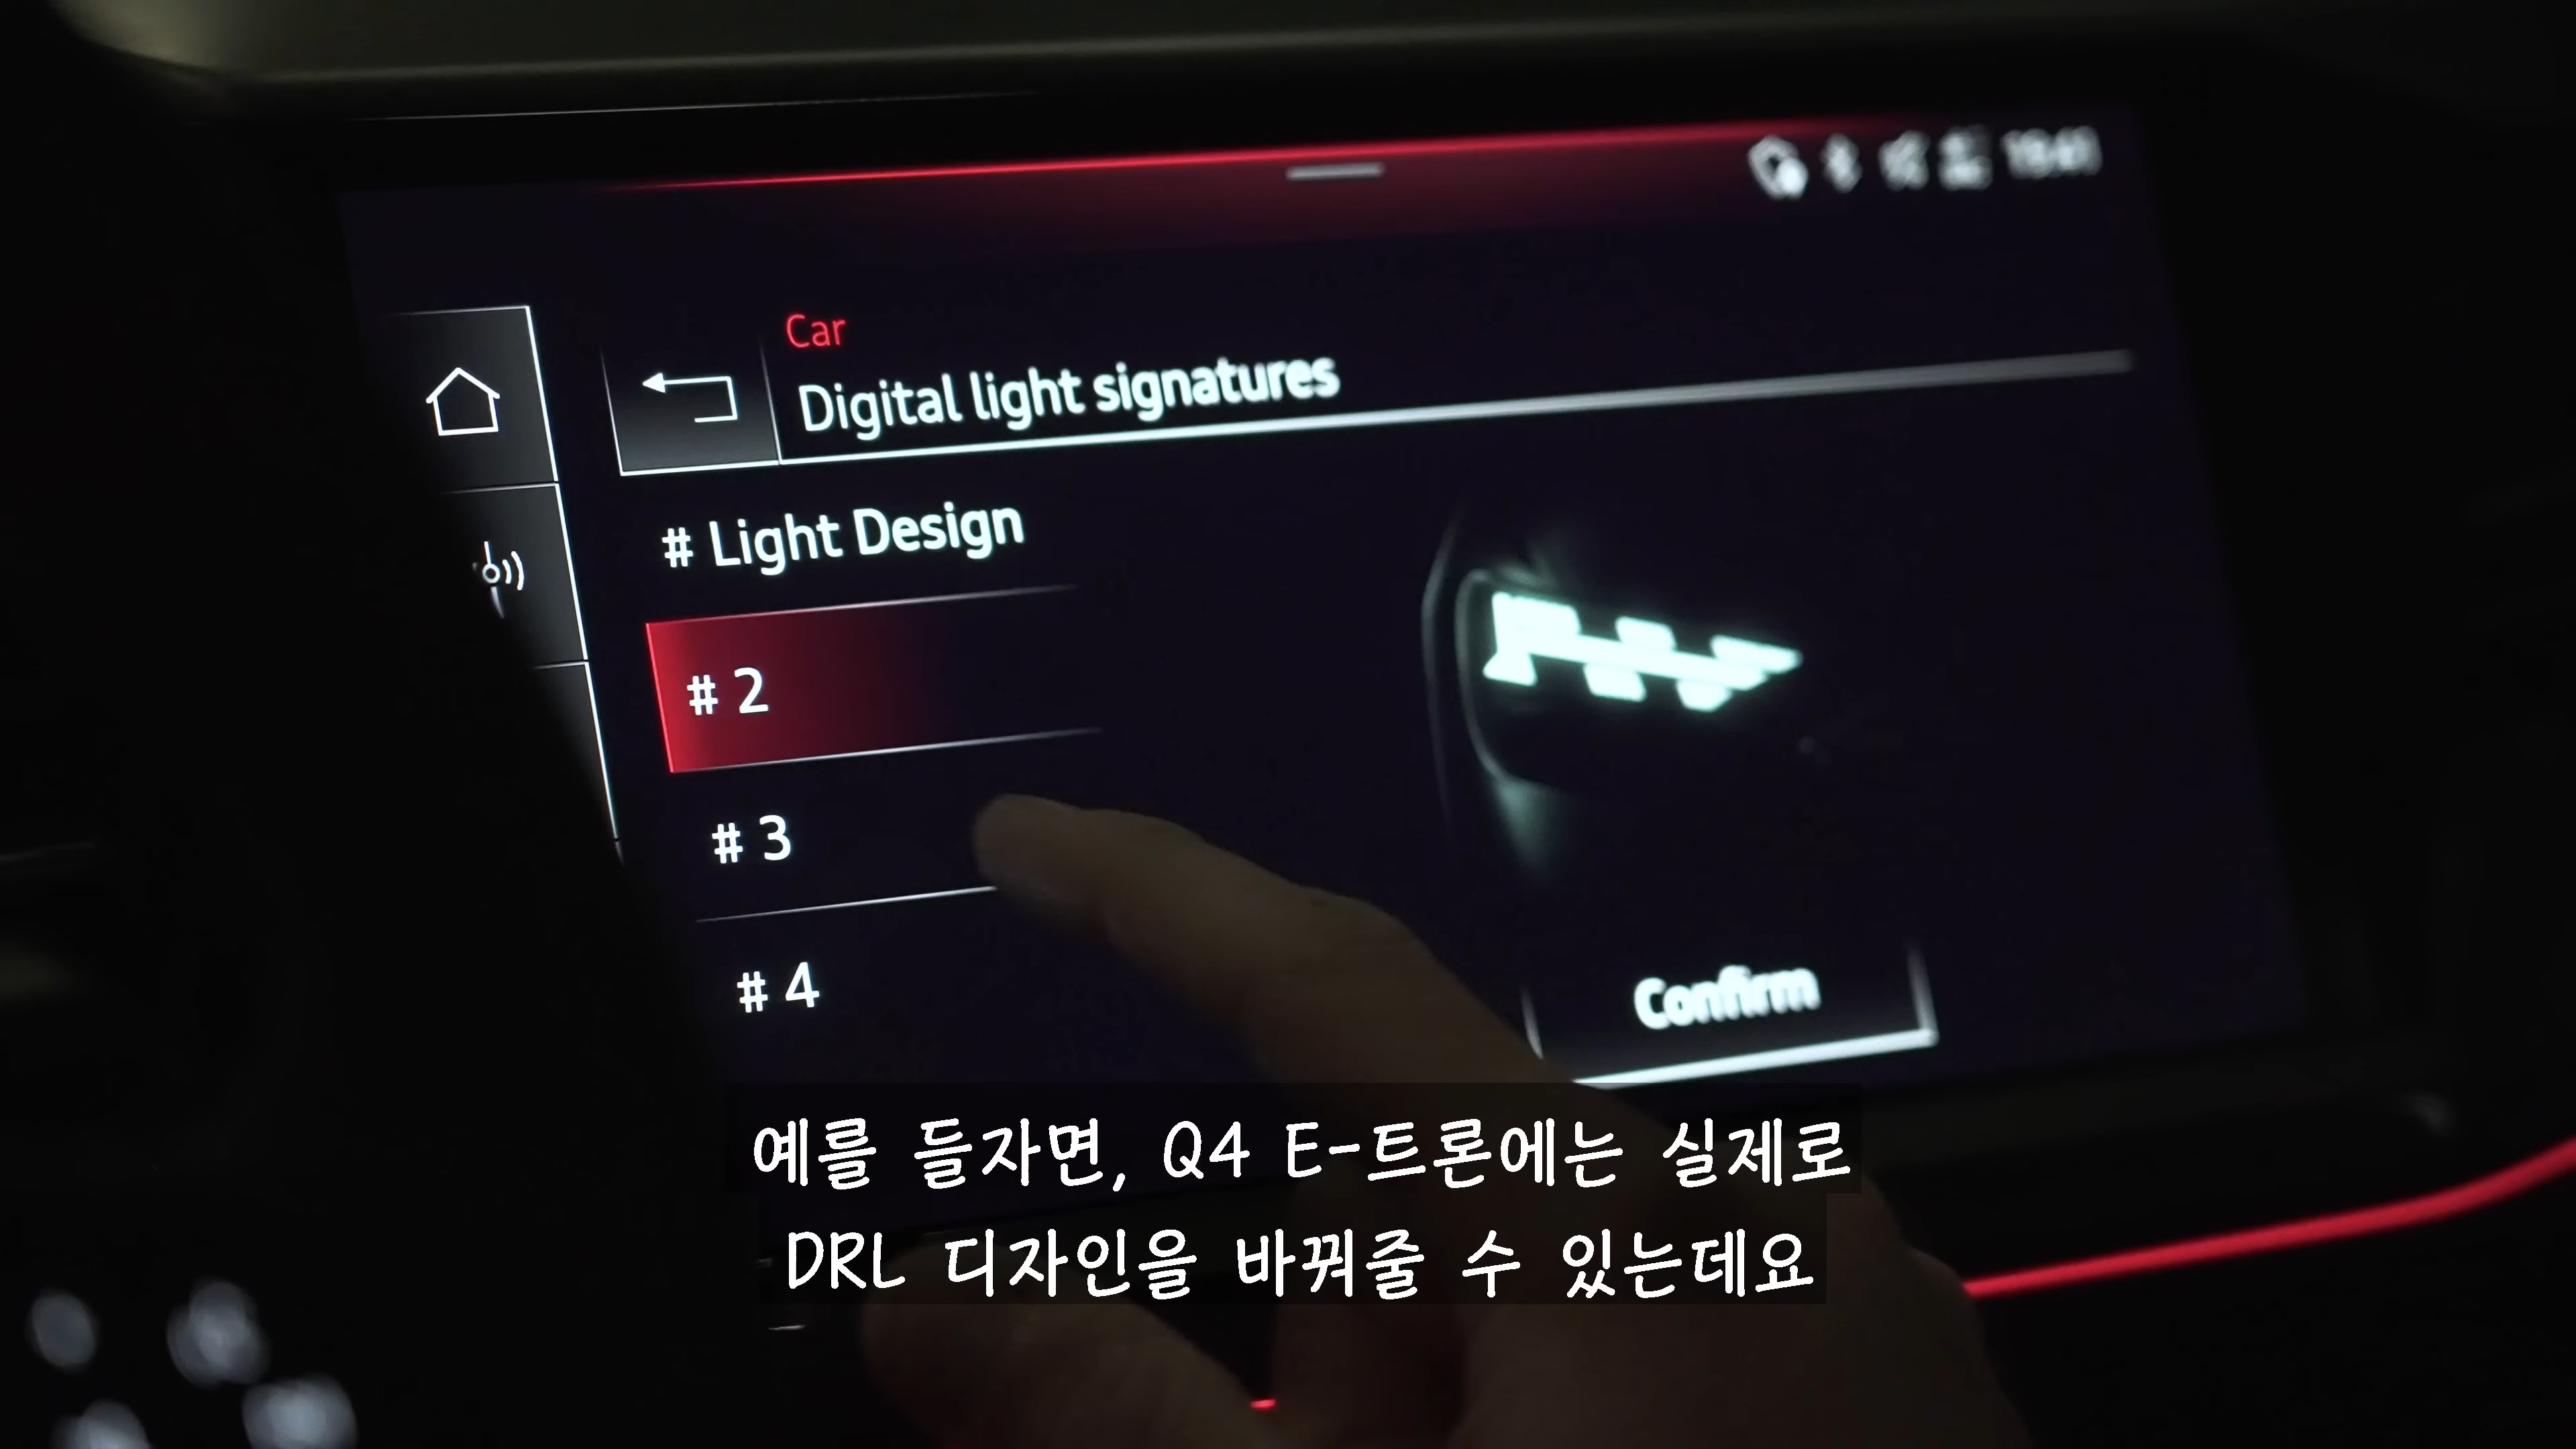 Car
Digital light signatures
# Light Design
# 2
# 3
# 4
Confirm
예를 들자면, Q4 E-트론에는 실제로
DRL 디자인을 바꿔줄 수 있는데요